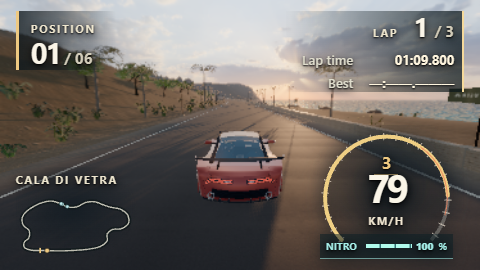 POSITION
01 / 06
LAP 1 / 3
Lap time 01:09.800
Best --:--.---
CALA DI VETRA
3
79
KM/H
NITRO 100 %